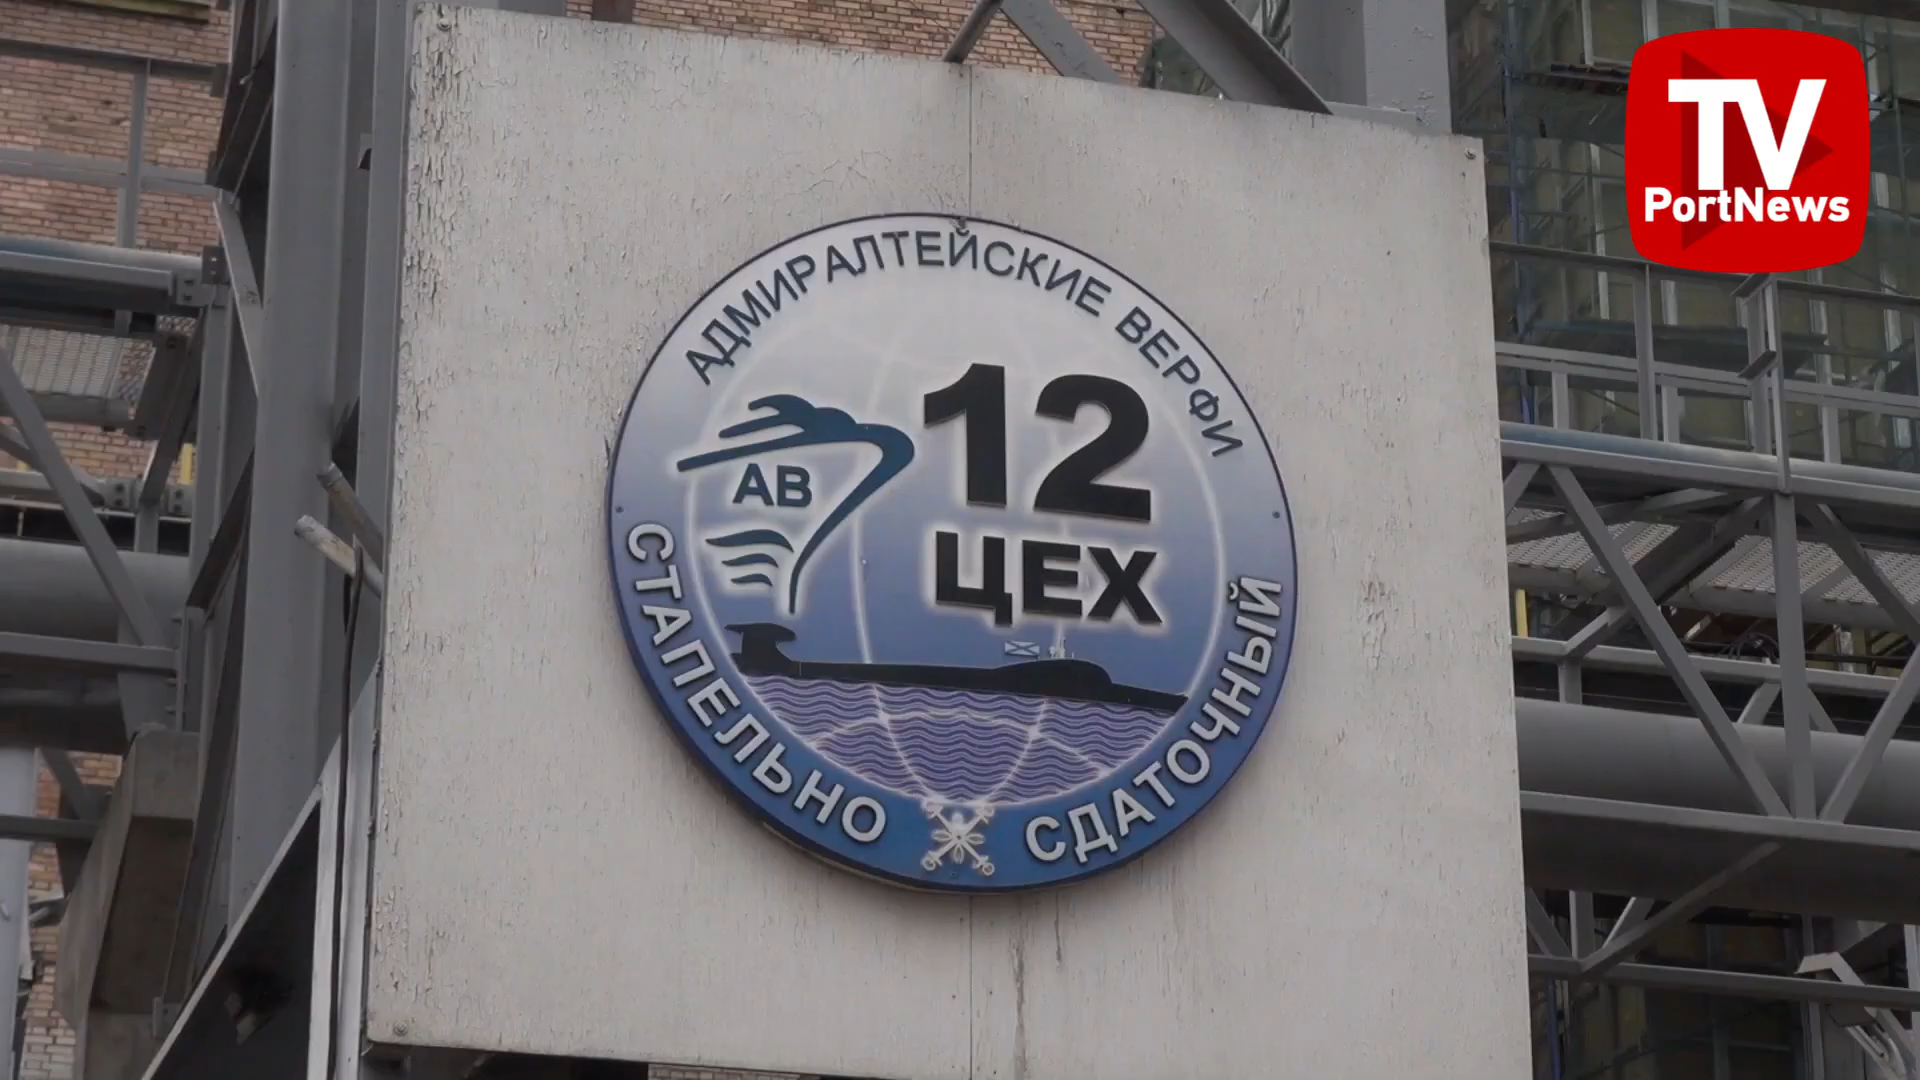 TV
PortNews
АДМИРАЛТЕЙСКИЕ ВЕРФИ
АВ
12
ЦЕХ
СТАПЕЛЬНО СДАТОЧНЫЙ